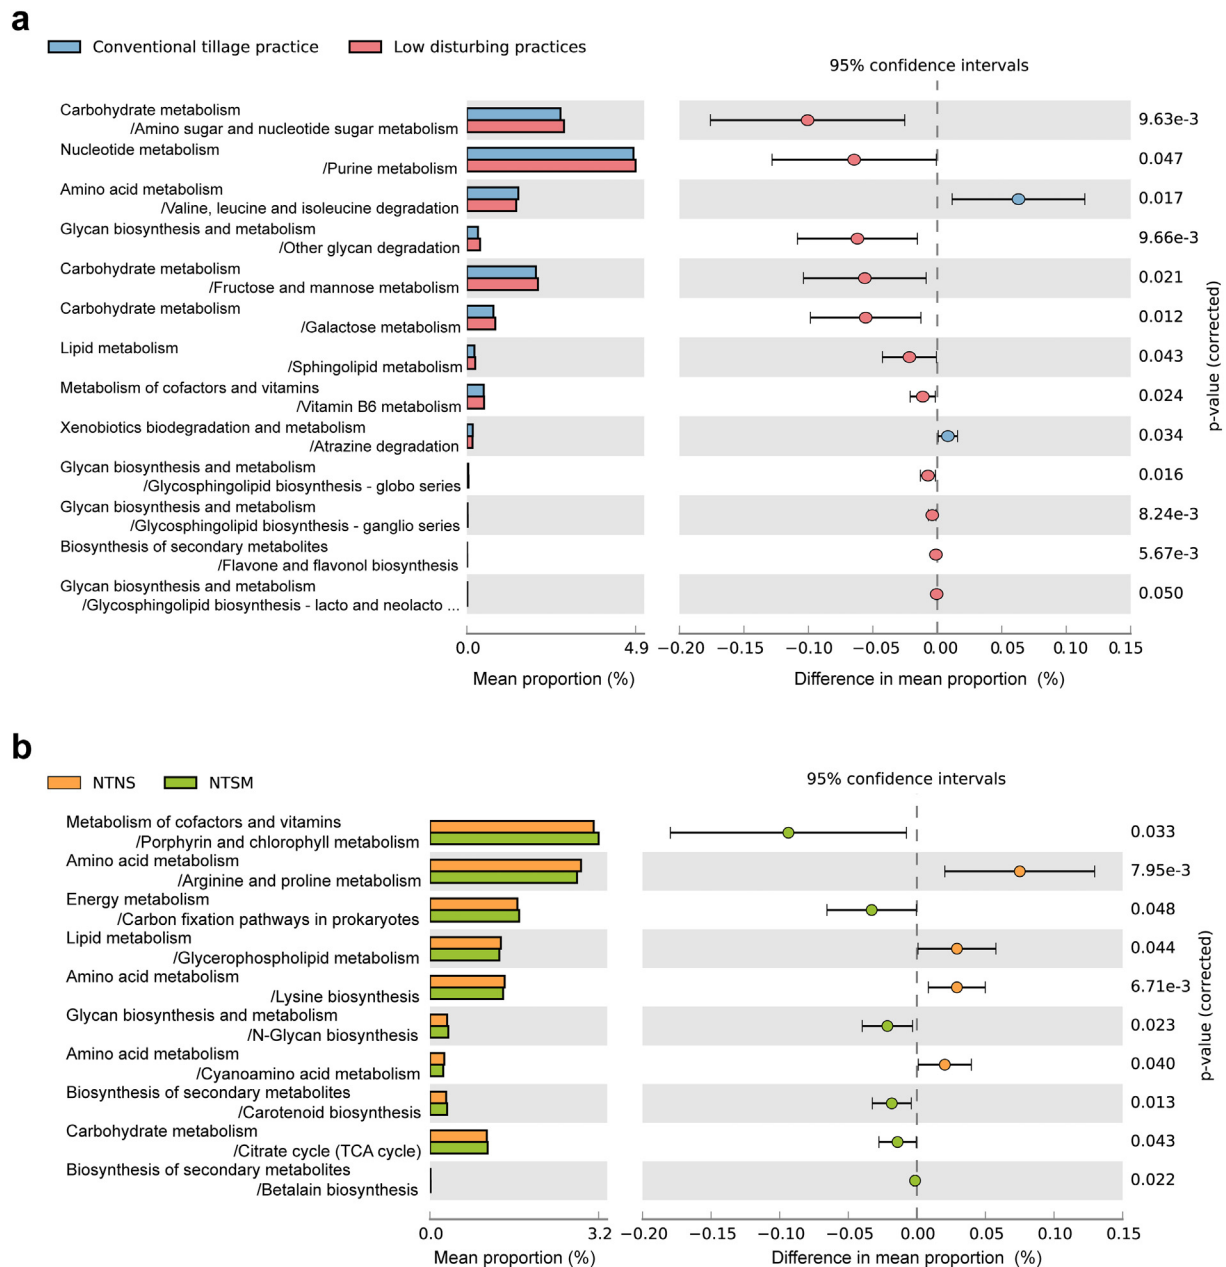 a
Conventional tillage practice
Low disturbing practices
95% confidence intervals
Carbohydrate metabolism
/Amino sugar and nucleotide sugar metabolism
9.63e-3
Nucleotide metabolism
/Purine metabolism
0.047
Amino acid metabolism
/Valine, leucine and isoleucine degradation
0.017
Glycan biosynthesis and metabolism
/Other glycan degradation
9.66e-3
Carbohydrate metabolism
/Fructose and mannose metabolism
0.021
Carbohydrate metabolism
/Galactose metabolism
0.012
Lipid metabolism
/Sphingolipid metabolism
0.043
Metabolism of cofactors and vitamins
/Vitamin B6 metabolism
0.024
Xenobiotics biodegradation and metabolism
/Atrazine degradation
0.034
Glycan biosynthesis and metabolism
/Glycosphingolipid biosynthesis - globo series
0.016
Glycan biosynthesis and metabolism
/Glycosphingolipid biosynthesis - ganglio series
8.24e-3
Biosynthesis of secondary metabolites
/Flavone and flavonol biosynthesis
5.67e-3
Glycan biosynthesis and metabolism
/Glycosphingolipid biosynthesis - lacto and neolacto ...
0.050
p-value (corrected)
0.0 4.9 −0.20 −0.15 −0.10 −0.05 0.00 0.05 0.10 0.15
Mean proportion (%)
Difference in mean proportion (%)
b
NTNS
NTSM
95% confidence intervals
Metabolism of cofactors and vitamins
/Porphyrin and chlorophyll metabolism
0.033
Amino acid metabolism
/Arginine and proline metabolism
7.95e-3
Energy metabolism
/Carbon fixation pathways in prokaryotes
0.048
Lipid metabolism
/Glycerophospholipid metabolism
0.044
Amino acid metabolism
/Lysine biosynthesis
6.71e-3
Glycan biosynthesis and metabolism
/N-Glycan biosynthesis
0.023
Amino acid metabolism
/Cyanoamino acid metabolism
0.040
Biosynthesis of secondary metabolites
/Carotenoid biosynthesis
0.013
Carbohydrate metabolism
/Citrate cycle (TCA cycle)
0.043
Biosynthesis of secondary metabolites
/Betalain biosynthesis
0.022
p-value (corrected)
0.0 3.2 −0.20 −0.15 −0.10 −0.05 0.00 0.05 0.10 0.15
Mean proportion (%)
Difference in mean proportion (%)